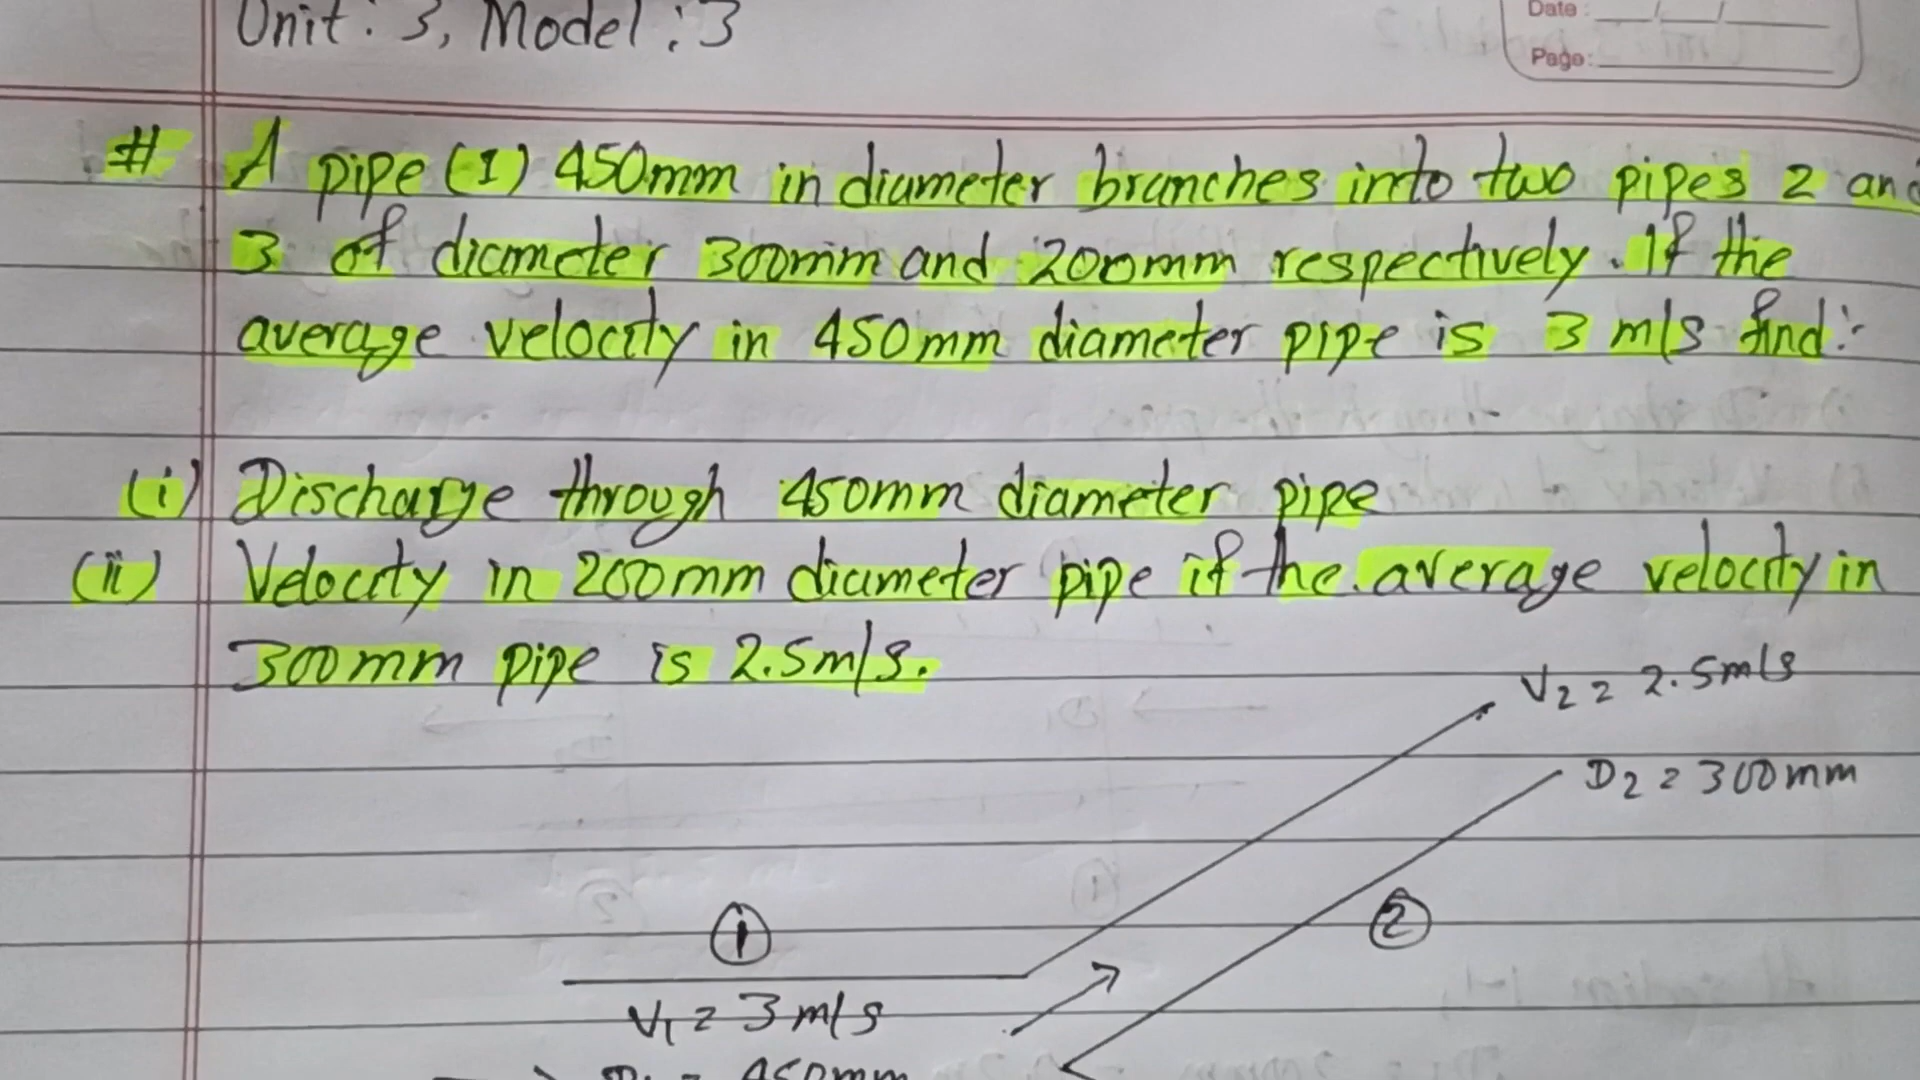 Unit: 3, Model: 3
Date:
Page:
# A pipe (1) 450mm in diameter branches into two pipes 2 and
3 of diameter 300mm and 200mm respectively. If the
average velocity in 450mm diameter pipe is 3 m/s find:-
(i) Discharge through 450mm diameter pipe
(ii) Velocity in 200mm diameter pipe if the average velocity in
300mm pipe is 2.5m/s.
V2 = 2.5m/s
D2 = 300mm
2
1
V1 = 3 m/s
D1 = 450mm